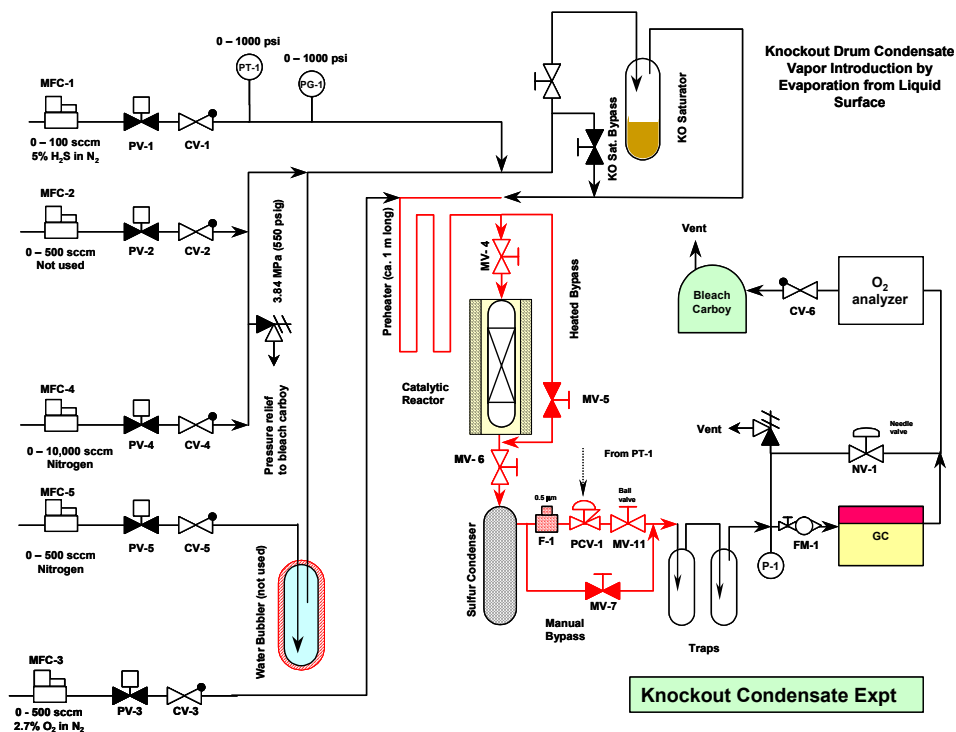 0 – 1000 psi
0 – 1000 psi
PT-1
PG-1
MFC-1
0 – 100 sccm
5% H₂S in N₂
PV-1
CV-1
Knockout Drum Condensate
Vapor Introduction by
Evaporation from Liquid
Surface
KO Sat. Bypass
KO Saturator
MFC-2
0 – 500 sccm
Not used
PV-2
CV-2
3.84 MPa (550 psig)
Pressure relief
to bleach carboy
Preheater (ca. 1 m long)
MV- 4
Heated Bypass
Catalytic
Reactor
MV-5
MV- 6
Vent
Bleach
Carboy
CV-6
O₂
analyzer
MFC-4
0 – 10,000 sccm
Nitrogen
PV-4
CV-4
MFC-5
0 – 500 sccm
Nitrogen
PV-5
CV-5
Water Bubbler (not used)
From PT-1
Sulfur Condenser
0.5 µm
F-1
PCV-1
Ball
valve
MV-11
MV-7
Manual
Bypass
Traps
Vent
Needle
valve
NV-1
P-1
FM-1
GC
MFC-3
0 - 500 sccm
2.7% O₂ in N₂
PV-3
CV-3
Knockout Condensate Expt